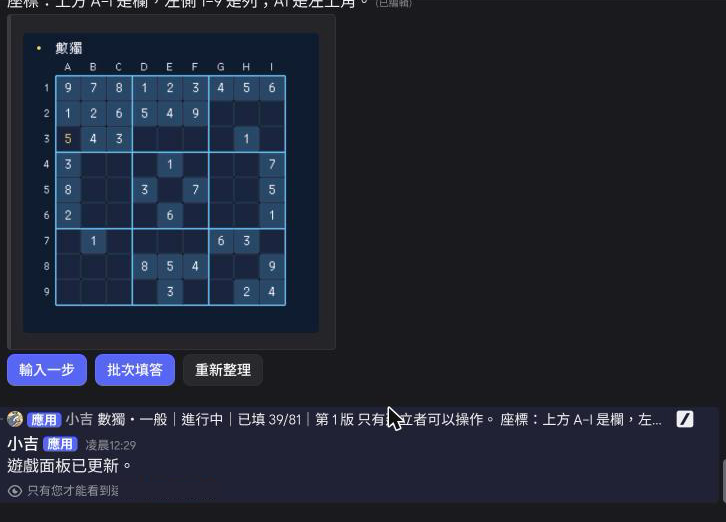 座標：上方 A-I 是欄，左側 1-9 是列；A1 是左上角。 (已編輯)
• 數獨
A B C D E F G H I
1 9 7 8 1 2 3 4 5 6
2 1 2 6 5 4 9
3 5 4 3 1
4 3 1 7
5 8 3 7 5
6 2 6 1
7 1 6 3
8 8 5 4 9
9 3 2 4
輸入一步 批次填答 重新整理
應用 小吉 數獨・一般｜進行中｜已填 39/81｜第 1 版 只有 立者可以操作。 座標：上方 A-I 是欄，左...
小吉 應用 凌晨12:29
遊戲面板已更新。
只有您才能看到